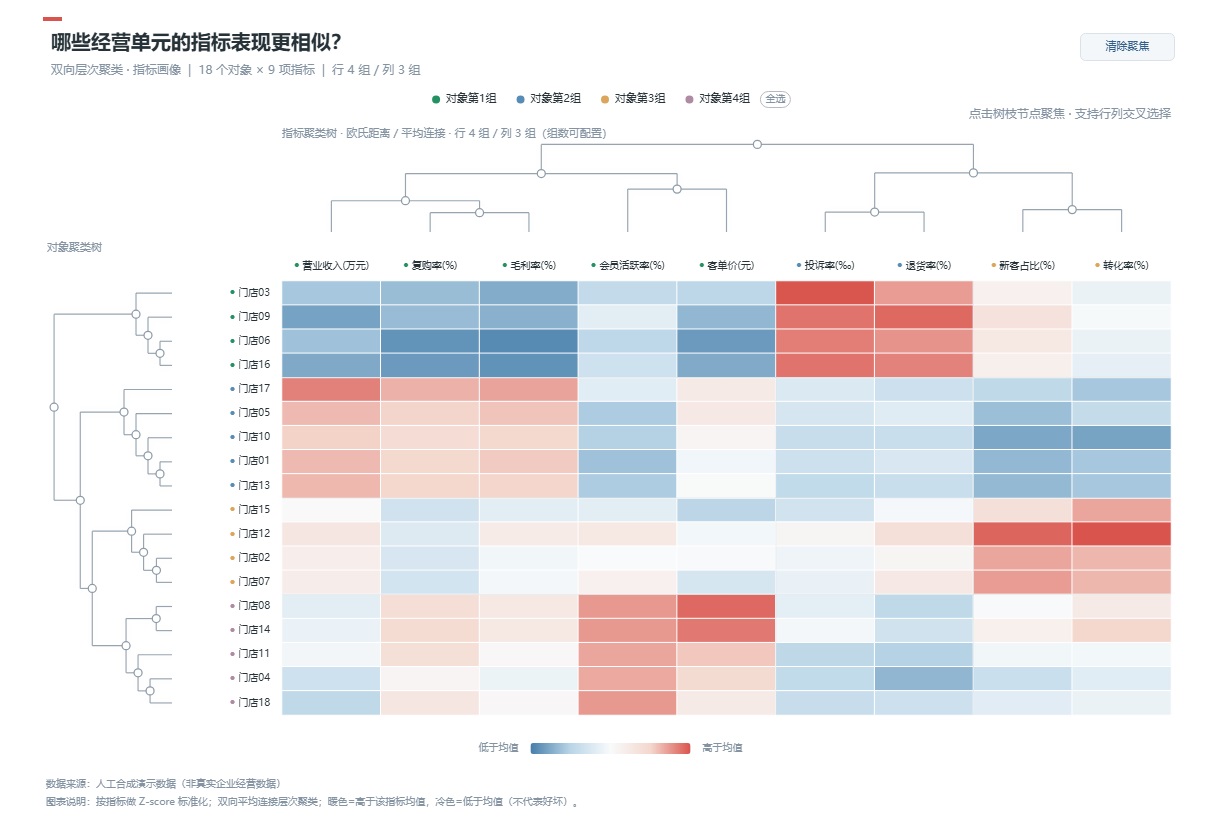 哪些经营单元的指标表现更相似?
清除聚焦
双向层次聚类 · 指标画像 | 18 个对象 × 9 项指标 | 行 4 组 / 列 3 组
对象第1组 对象第2组 对象第3组 对象第4组 全选
点击树枝节点聚焦 · 支持行列交叉选择
指标聚类树 · 欧氏距离 / 平均连接 · 行 4 组 / 列 3 组（组数可配置）
对象聚类树
营业收入(万元) 复购率(%) 毛利率(%) 会员活跃率(%) 客单价(元) 投诉率(‰) 退货率(%) 新客占比(%) 转化率(%)
门店03
门店09
门店06
门店16
门店17
门店05
门店10
门店01
门店13
门店15
门店12
门店02
门店07
门店08
门店14
门店11
门店04
门店18
低于均值 高于均值
数据来源：人工合成演示数据（非真实企业经营数据）
图表说明：按指标做 Z-score 标准化；双向平均连接层次聚类；暖色=高于该指标均值，冷色=低于均值（不代表好坏）。